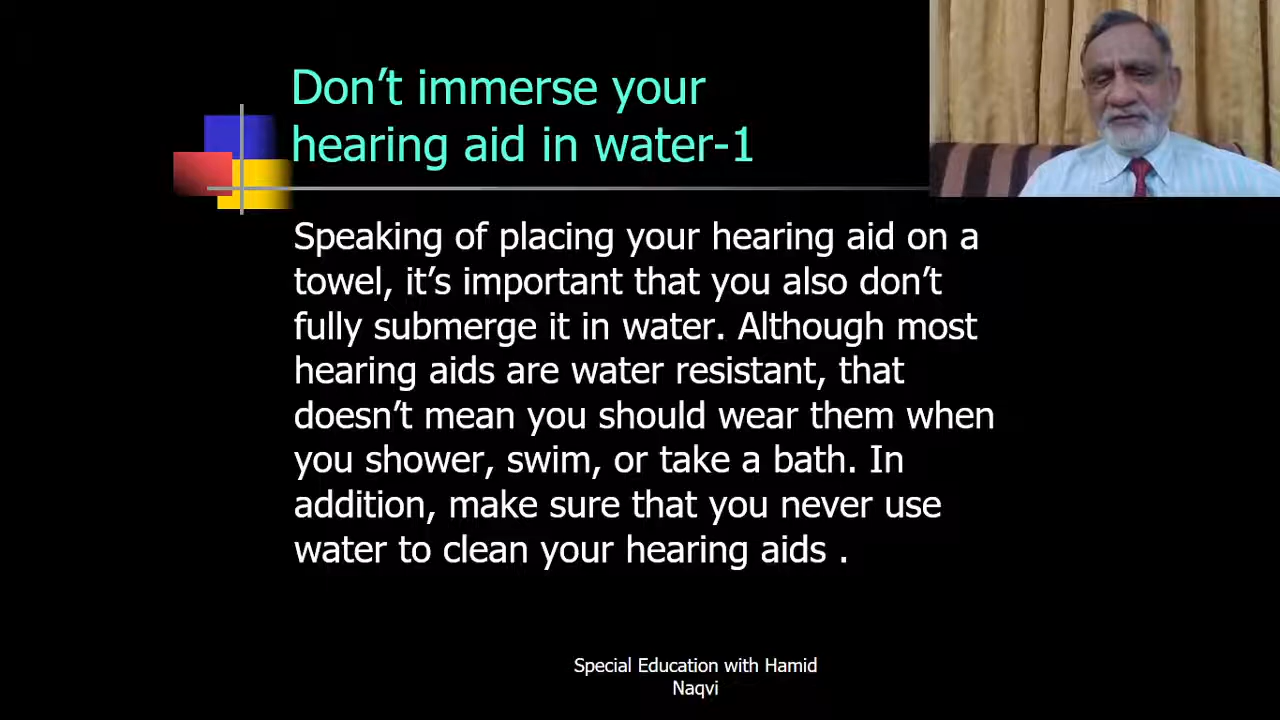 Don’t immerse your
hearing aid in water-1
Speaking of placing your hearing aid on a
towel, it’s important that you also don’t
fully submerge it in water. Although most
hearing aids are water resistant, that
doesn’t mean you should wear them when
you shower, swim, or take a bath. In
addition, make sure that you never use
water to clean your hearing aids .
Special Education with Hamid
Naqvi